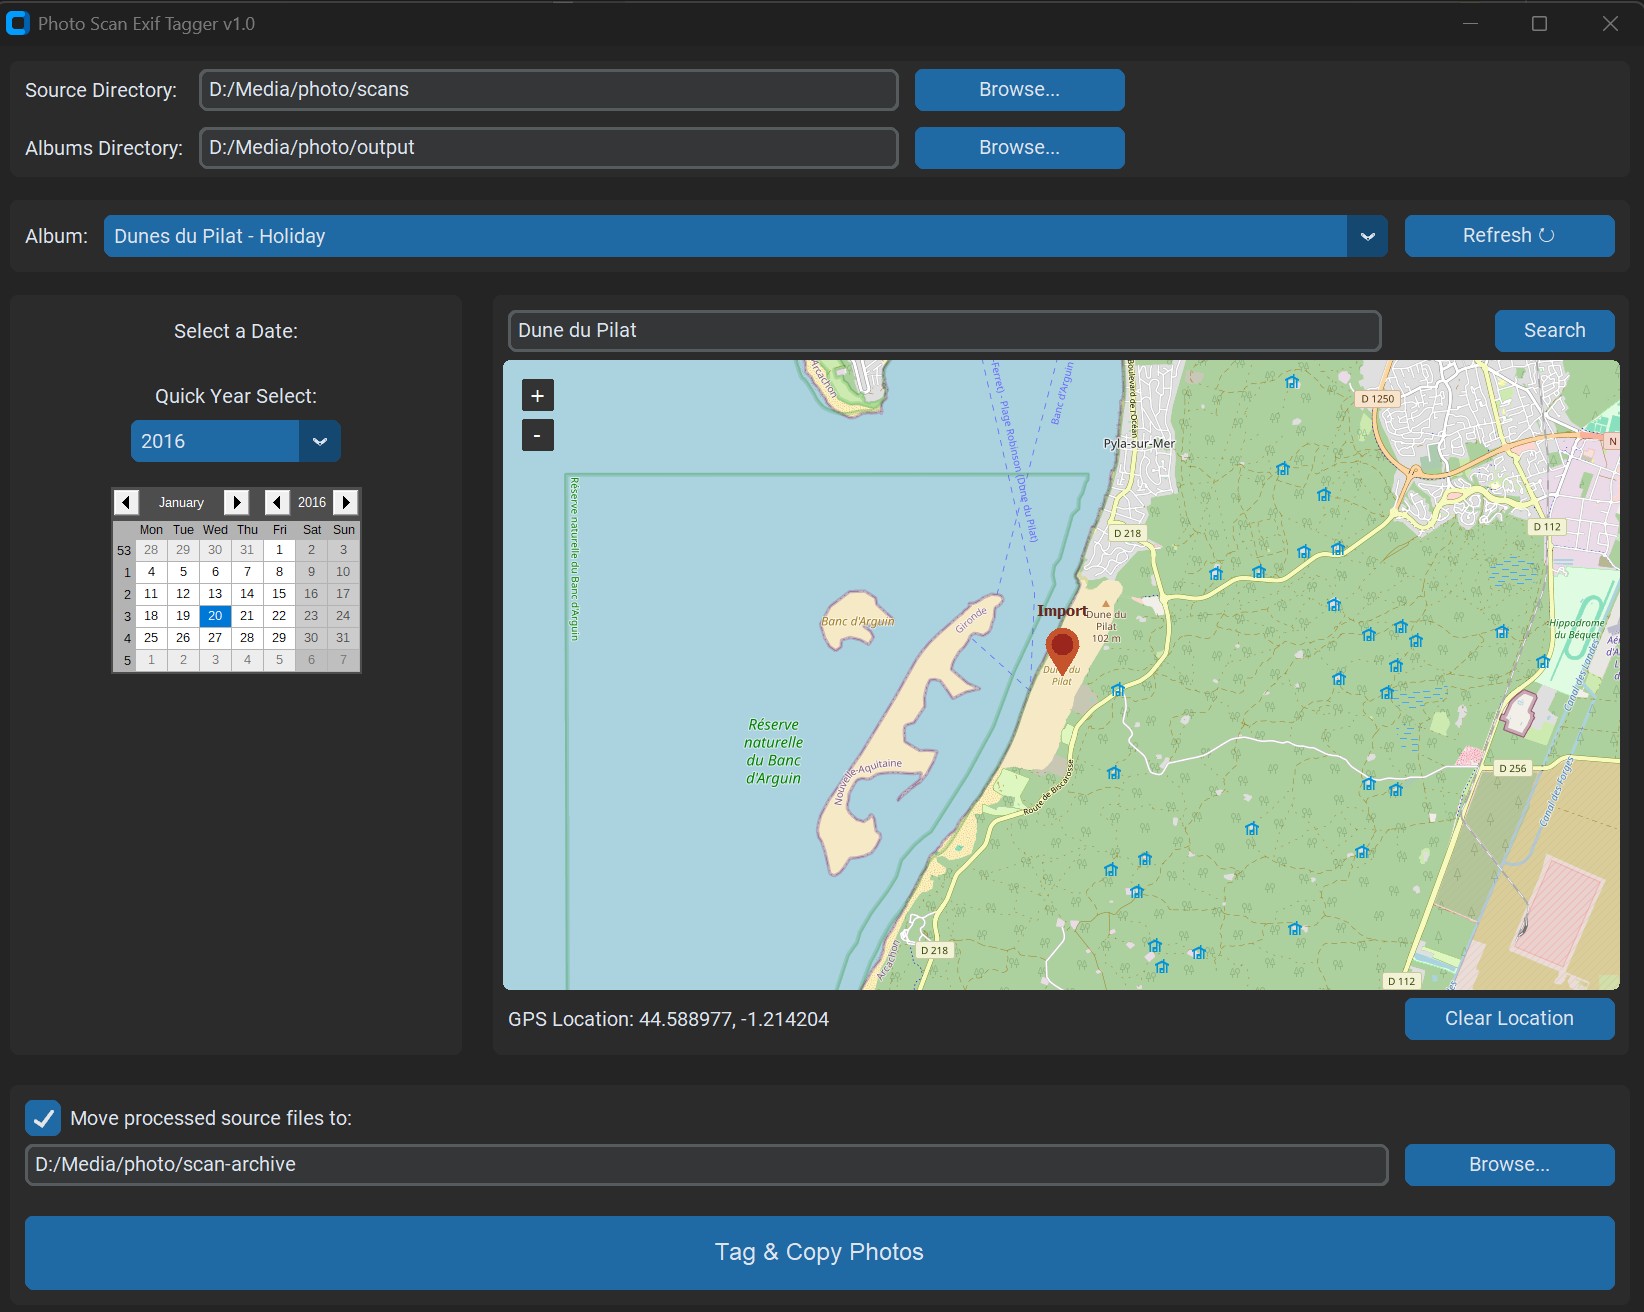 Photo Scan Exif Tagger v1.0
Source Directory: D:/Media/photo/scans Browse...
Albums Directory: D:/Media/photo/output Browse...
Album: Dunes du Pilat - Holiday Refresh
Select a Date:
Quick Year Select:
2016
January 2016
Mon Tue Wed Thu Fri Sat Sun
53 28 29 30 31 1 2 3
1 4 5 6 7 8 9 10
2 11 12 13 14 15 16 17
3 18 19 20 21 22 23 24
4 25 26 27 28 29 30 31
5 1 2 3 4 5 6 7
Dune du Pilat Search
+
-
Arcachon
Ferret) - Plage Robinson (Dune du Pilat)
Banc d'Arguin
Boulevard de l'Océan
D 1250
Pyla-sur-Mer
N
D 112
D 218
Réserve naturelle du Banc d'Arguin
Import
Dune du
Pilat
102 m
Dune du
Pilat
Banc d'Arguin
Gironde
Hippodrome
du Béquet
Canal des Landes
Réserve
naturelle
du Banc
d'Arguin
Nouvelle-Aquitaine
Route de Biscarrosse
D 256
Canal des Forges
Arcachon
D 218
D 112
GPS Location: 44.588977, -1.214204 Clear Location
Move processed source files to:
D:/Media/photo/scan-archive Browse...
Tag & Copy Photos